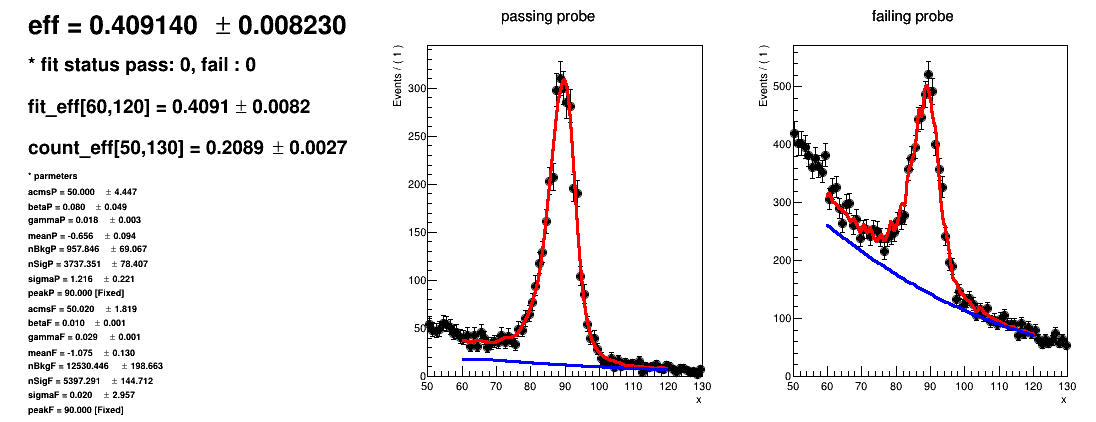 eff = 0.409140 ± 0.008230
* fit status pass: 0, fail : 0
fit_eff[60,120] = 0.4091 ± 0.0082
count_eff[50,130] = 0.2089 ± 0.0027
* parmeters
acmsP = 50.000 ± 4.447
betaP = 0.080 ± 0.049
gammaP = 0.018 ± 0.003
meanP = -0.656 ± 0.094
nBkgP = 957.846 ± 69.067
nSigP = 3737.351 ± 78.407
sigmaP = 1.216 ± 0.221
peakP = 90.000 [Fixed]
acmsF = 50.020 ± 1.819
betaF = 0.010 ± 0.001
gammaF = 0.029 ± 0.001
meanF = -1.075 ± 0.130
nBkgF = 12530.446 ± 198.663
nSigF = 5397.291 ± 144.712
sigmaF = 0.020 ± 2.957
peakF = 90.000 [Fixed]
passing probe
Events / ( 1 )
300
250
200
150
100
50
0
50 60 70 80 90 100 110 120 130
x
failing probe
Events / ( 1 )
500
400
300
200
100
0
50 60 70 80 90 100 110 120 130
x